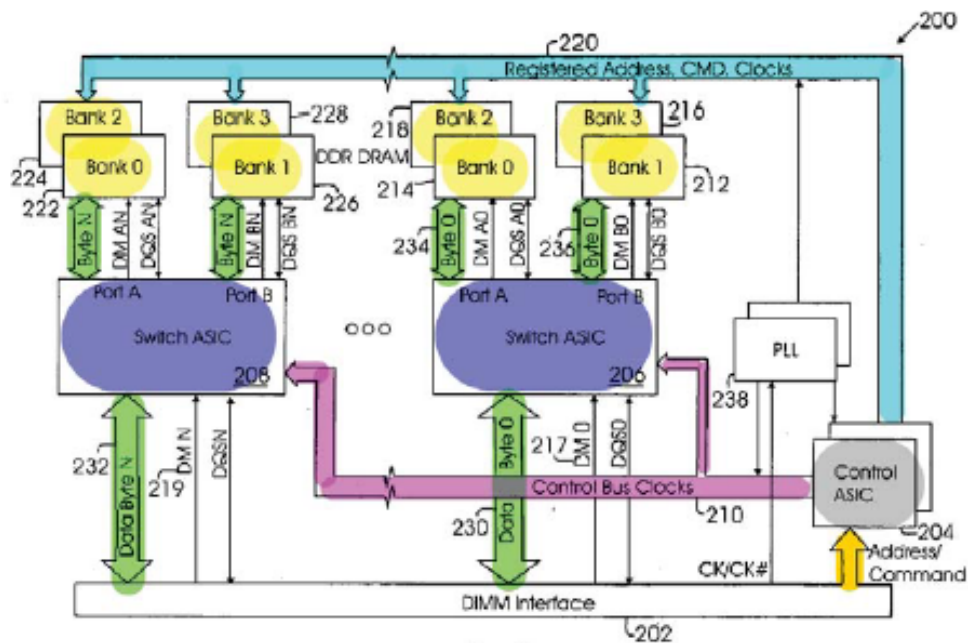 200
220
Registered Address, CMD, Clocks
Bank 2
Bank 3
228
218
Bank 2
Bank 3
216
Bank 0
Bank 1
DDR DRAM
Bank 0
Bank 1
224
222
226
214
212
Byte N
DM AN
DQS AN
Byte N
DM BN
DQS BN
234
Byte 0
DM A0
DQS A0
236
Byte 0
DM B0
DQS B0
Port A
Port B
Port A
Port B
Switch ASIC
Switch ASIC
208
206
PLL
238
232
Data Byte N
219
DM N
DQSN
230
Data Byte 0
217
DM 0
DQS0
Control Bus Clocks
210
Control
ASIC
204
Address/
Command
CK/CK#
DIMM Interface
202